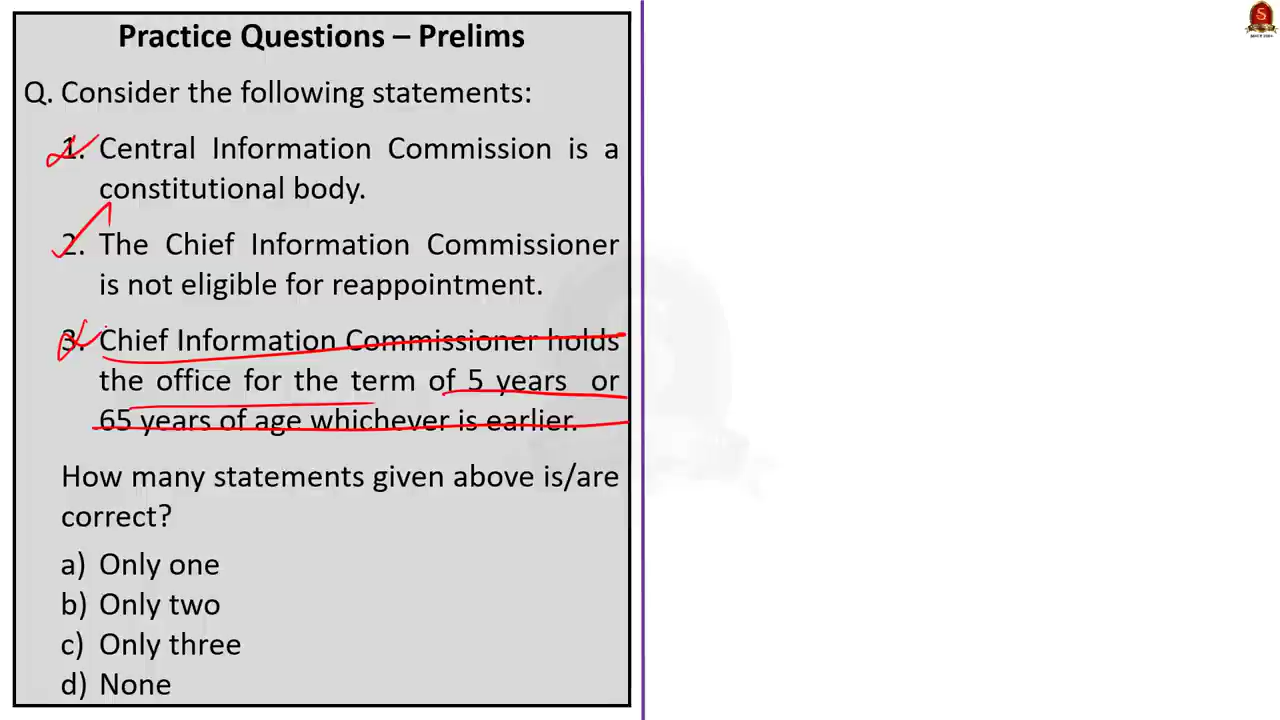 Practice Questions – Prelims
Q. Consider the following statements:
1. Central Information Commission is a
constitutional body.
2. The Chief Information Commissioner
is not eligible for reappointment.
3. Chief Information Commissioner holds
the office for the term of 5 years or
65 years of age whichever is earlier.
How many statements given above is/are
correct?
a) Only one
b) Only two
c) Only three
d) None
S